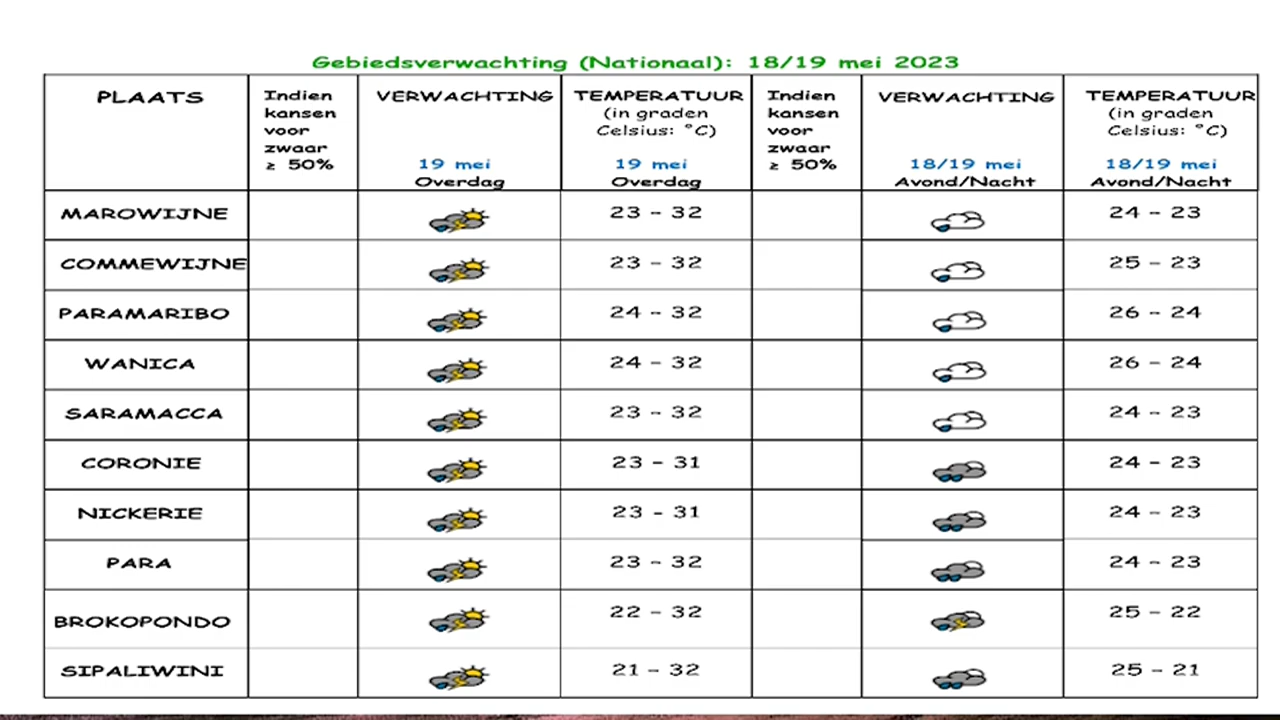 Gebiedsverwachting (Nationaal): 18/19 mei 2023
PLAATS
Indien
kansen
voor
zwaar
≥ 50%
VERWACHTING
19 mei
Overdag
TEMPERATUUR
(in graden
Celsius: °C)
19 mei
Overdag
Indien
kansen
voor
zwaar
≥ 50%
VERWACHTING
18/19 mei
Avond/Nacht
TEMPERATUUR
(in graden
Celsius: °C)
18/19 mei
Avond/Nacht
MAROWIJNE 23 - 32 24 - 23
COMMEWIJNE 23 - 32 25 - 23
PARAMARIBO 24 - 32 26 - 24
WANICA 24 - 32 26 - 24
SARAMACCA 23 - 32 24 - 23
CORONIE 23 - 31 24 - 23
NICKERIE 23 - 31 24 - 23
PARA 23 - 32 24 - 23
BROKOPONDO 22 - 32 25 - 22
SIPALIWINI 21 - 32 25 - 21